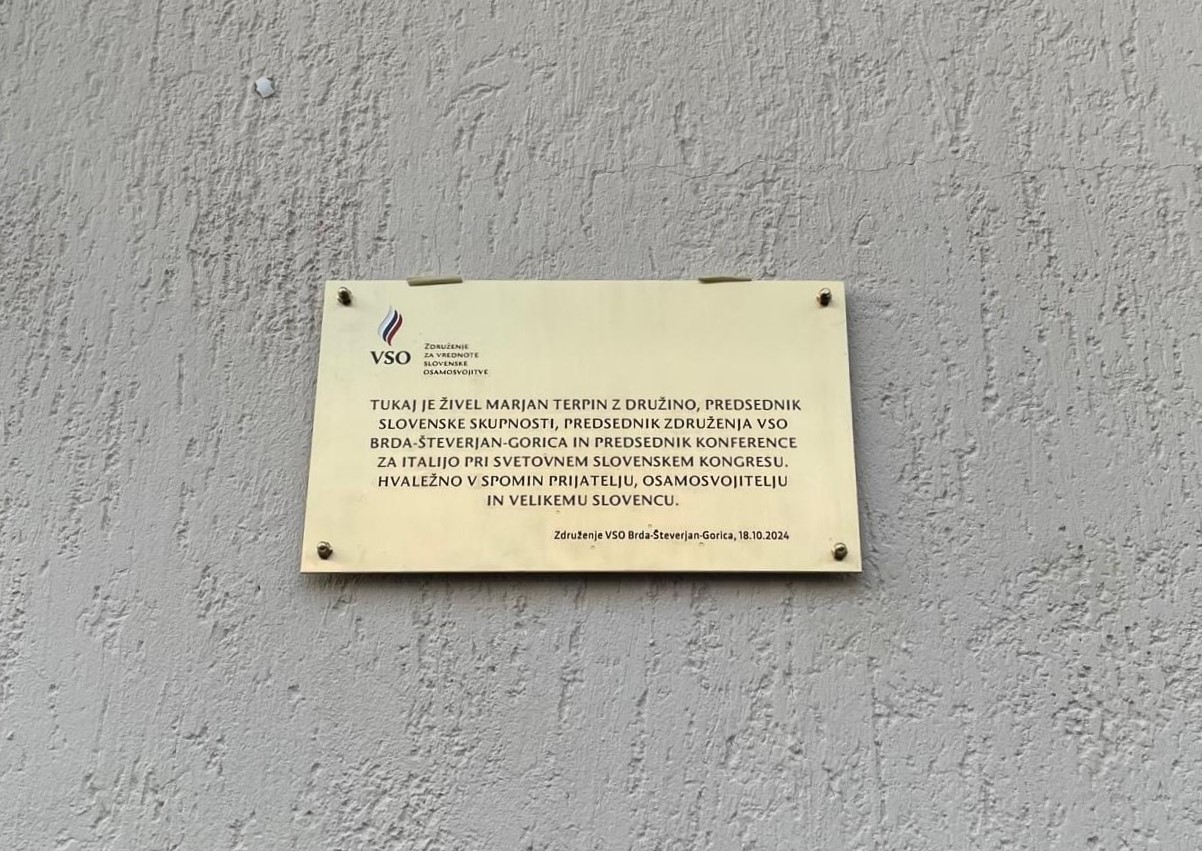 VSO
ZDRUŽENJE
ZA VREDNOTE
SLOVENSKE
OSAMOSVOJITVE
TUKAJ JE ŽIVEL MARJAN TERPIN Z DRUŽINO, PREDSEDNIK
SLOVENSKE SKUPNOSTI, PREDSEDNIK ZDRUŽENJA VSO
BRDA-ŠTEVERJAN-GORICA IN PREDSEDNIK KONFERENCE
ZA ITALIJO PRI SVETOVNEM SLOVENSKEM KONGRESU.
HVALEŽNO V SPOMIN PRIJATELJU, OSAMOSVOJITELJU
IN VELIKEMU SLOVENCU.
Združenje VSO Brda-Števerjan-Gorica, 18.10.2024